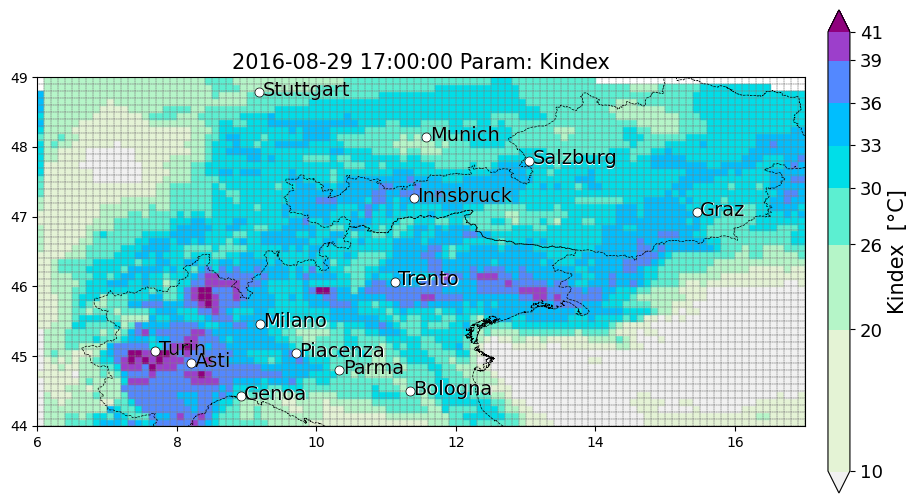 2016-08-29 17:00:00 Param: Kindex
49
48
47
46
45
44
6
8
10
12
14
16
Stuttgart
Munich
Salzburg
Innsbruck
Graz
Trento
Milano
Turin
Asti
Piacenza
Parma
Genoa
Bologna
41
39
36
33
30
26
20
10
Kindex [°C]